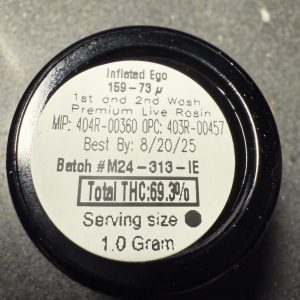 Inflated Ego
159-73 µ
1st and 2nd Wash
Premium Live Rosin
MIP: 404R-00360 OPC: 403R-00457
Best By: 8/20/25
Batch #M24-313-IE
Total THC:69.3%
Serving size
1.0 Gram